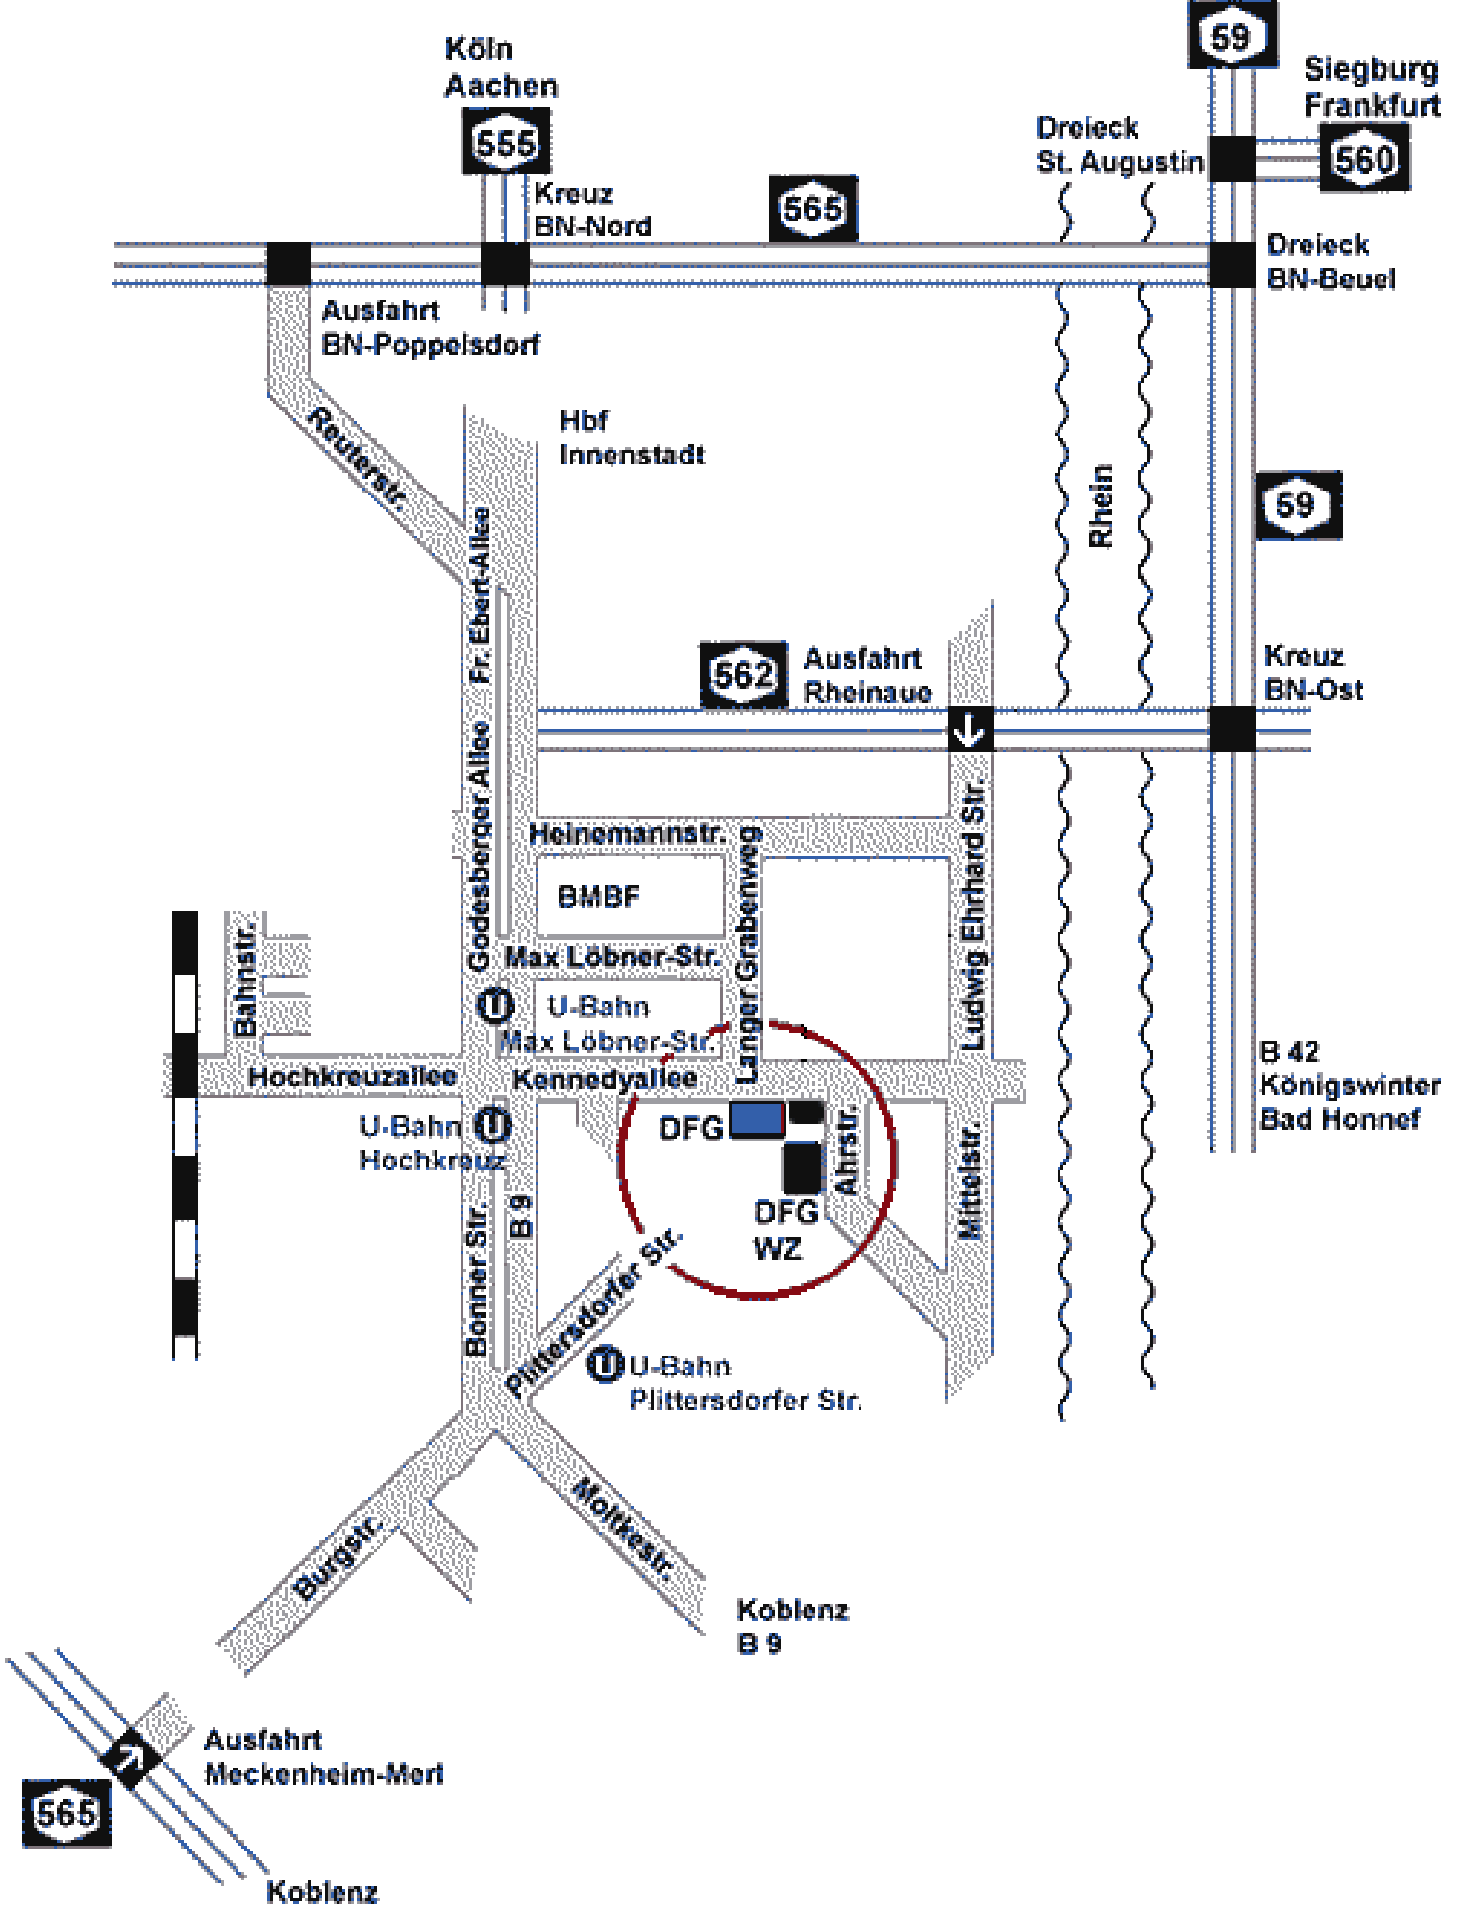 59
Köln
Aachen
Siegburg
Frankfurt
555
Dreieck
St. Augustin
560
Kreuz
BN-Nord
565
Dreieck
BN-Beuel
Ausfahrt
BN-Poppelsdorf
Reuterstr.
Hbf
Innenstadt
Rhein
59
Fr. Ebert-Allee
562
Ausfahrt
Rheinaue
Kreuz
BN-Ost
Godesberger Allee
Heinemannstr.
Langer Grabenweg
Ludwig Ehrhard Str.
BMBF
Bahnstr.
Max Löbner-Str.
U
U-Bahn
Max Löbner-Str.
Hochkreuzallee
Kennedyallee
B 42
Königswinter
Bad Honnef
U-Bahn
U
Hochkreuz
DFG
Ahrstr.
Mittelstr.
DFG
WZ
Bonner Str.
B 9
Plittersdorfer Str.
U
U-Bahn
Plittersdorfer Str.
Burgstr.
Moltkestr.
Koblenz
B 9
Ausfahrt
Meckenheim-Merl
565
Koblenz